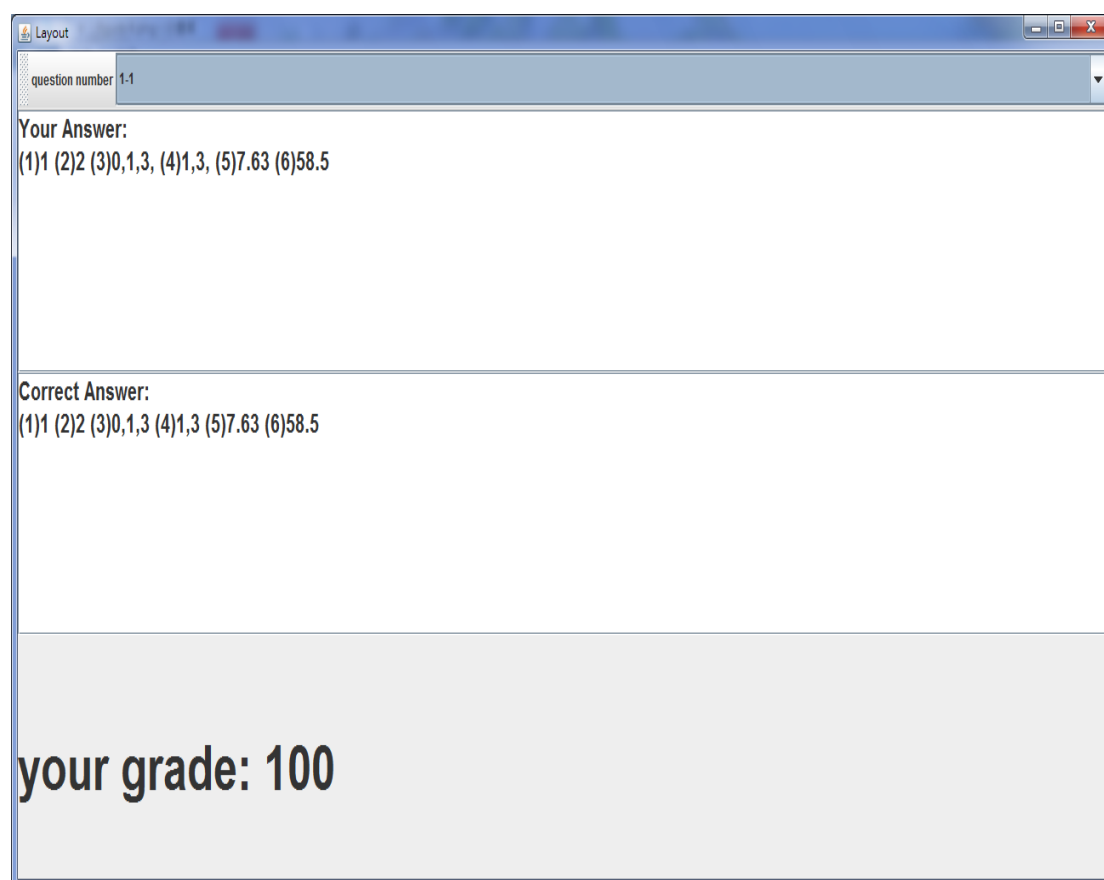 Layout
question number 1-1
Your Answer:
(1)1 (2)2 (3)0,1,3, (4)1,3, (5)7.63 (6)58.5
Correct Answer:
(1)1 (2)2 (3)0,1,3 (4)1,3 (5)7.63 (6)58.5
your grade: 100